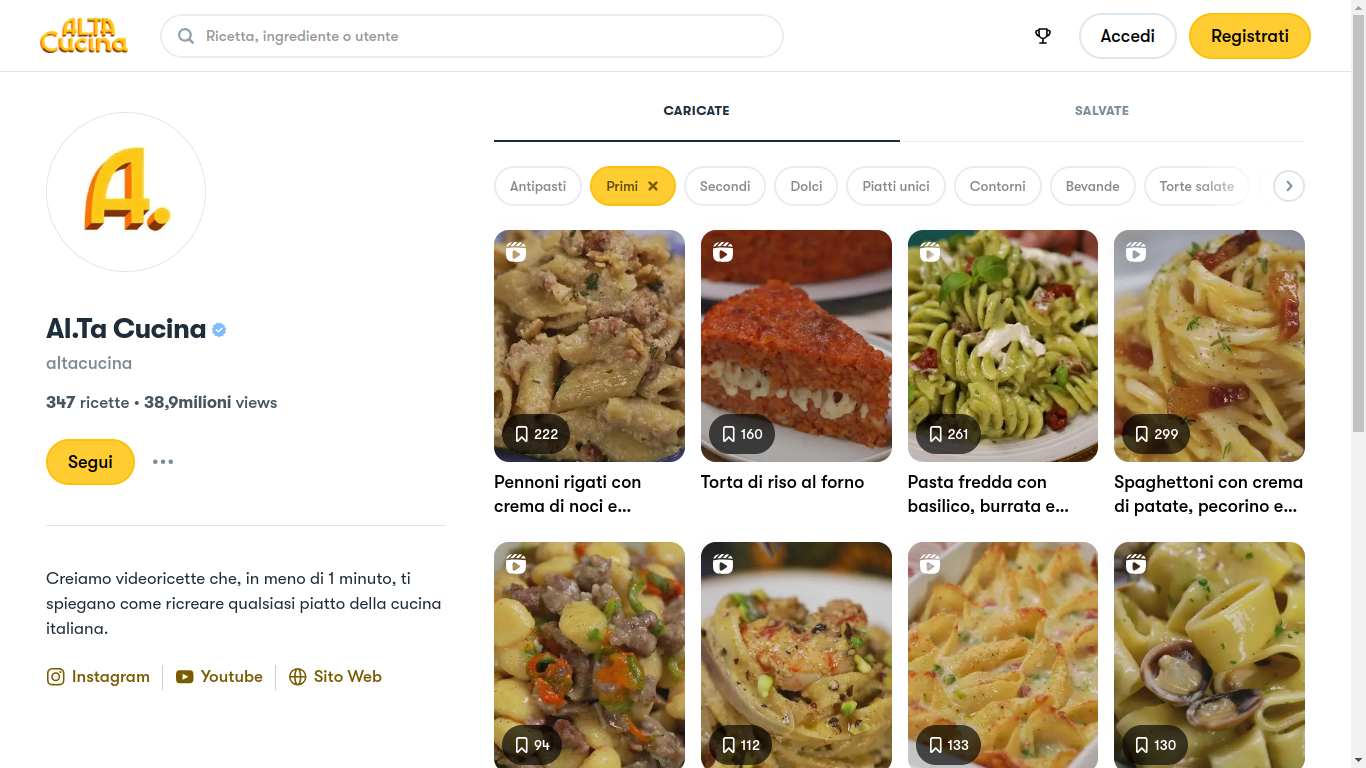 AL.TA
Cucina
Ricetta, ingrediente o utente
Accedi
Registrati
A.
Al.Ta Cucina
altacucina
347 ricette • 38,9milioni views
Segui
Creiamo videoricette che, in meno di 1 minuto, ti
spiegano come ricreare qualsiasi piatto della cucina
italiana.
Instagram
Youtube
Sito Web
CARICATE
SALVATE
Antipasti
Primi
Secondi
Dolci
Piatti unici
Contorni
Bevande
Torte salate
222
160
261
299
Pennoni rigati con
crema di noci e...
Torta di riso al forno
Pasta fredda con
basilico, burrata e...
Spaghettoni con crema
di patate, pecorino e...
94
112
133
130